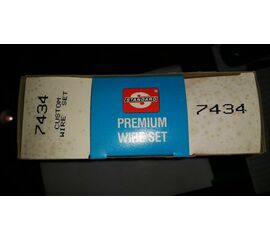 7434
CUSTOM
WIRE SET
STANDARD
PREMIUM
WIRE SET
7434